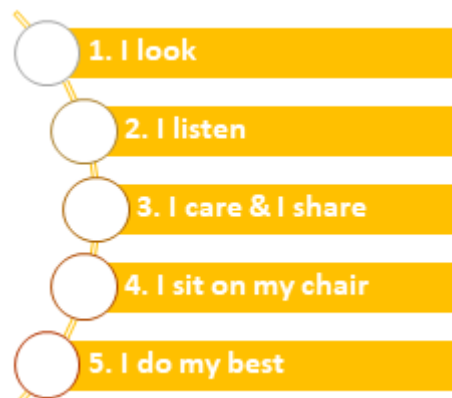 1. I look
2. I listen
3. I care & I share
4. I sit on my chair
5. I do my best